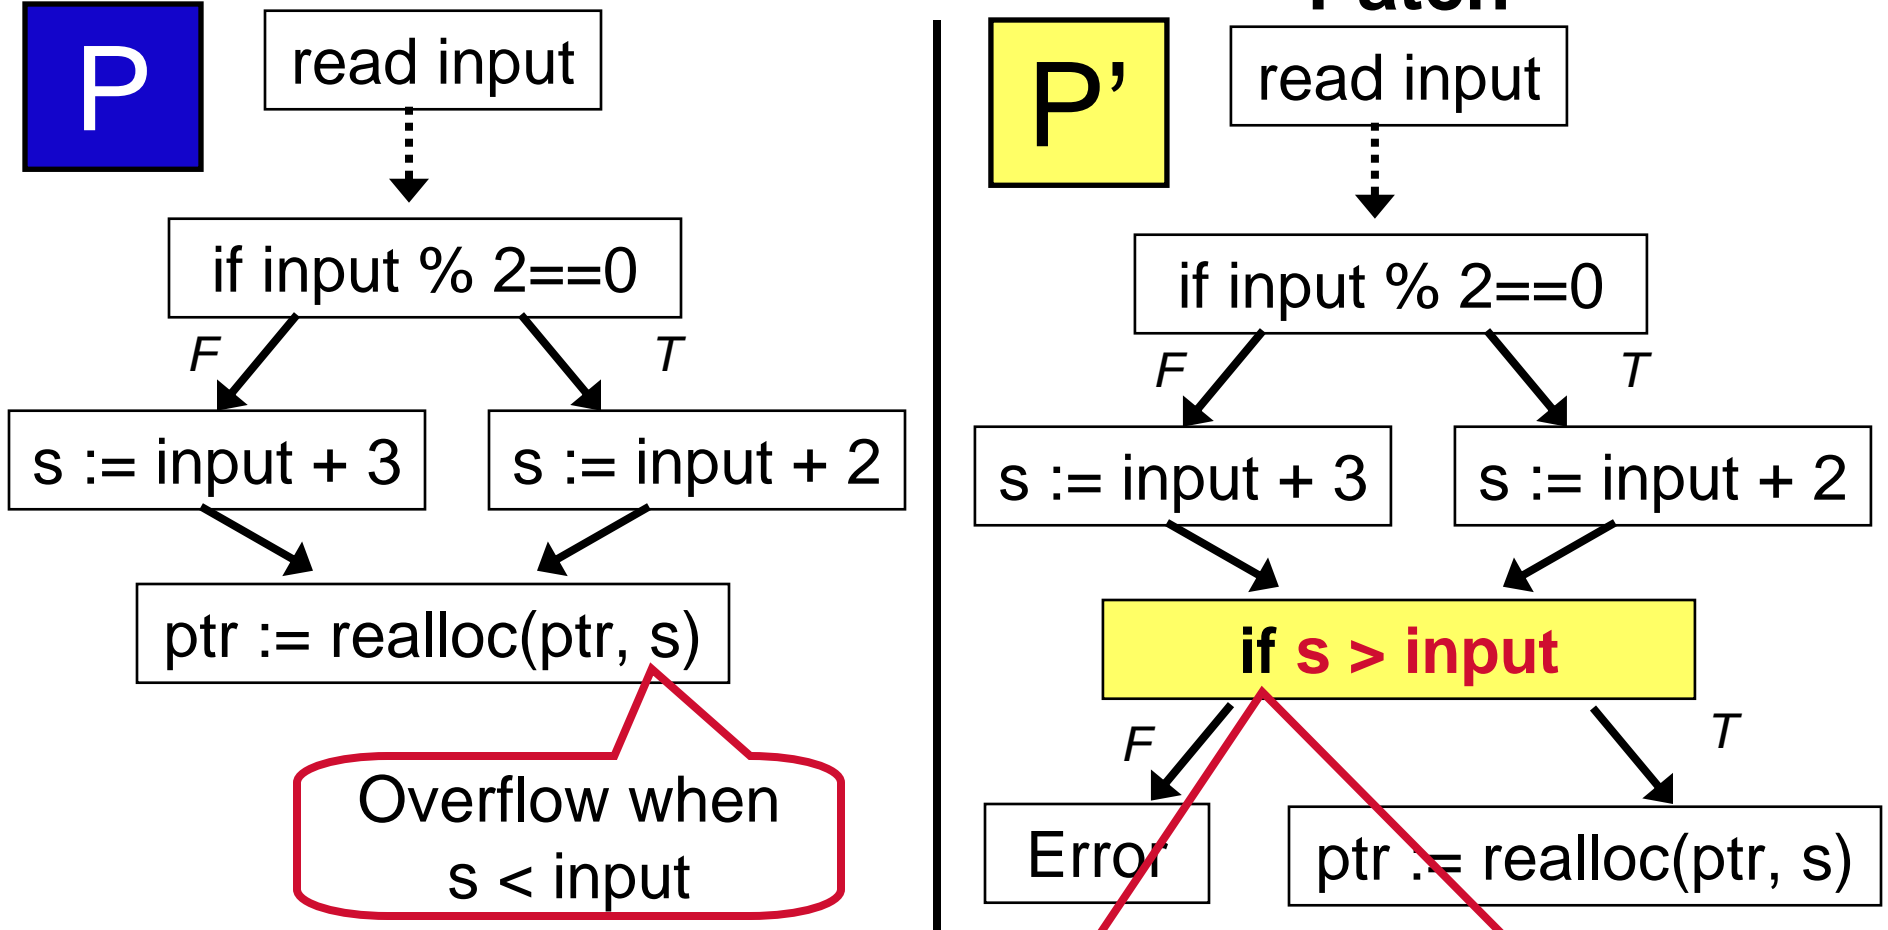 P
read input
if input % 2==0
F
T
s := input + 3
s := input + 2
ptr := realloc(ptr, s)
Overflow when
s < input
Patch
P’
read input
if input % 2==0
F
T
s := input + 3
s := input + 2
if s > input
F
T
Error
ptr := realloc(ptr, s)